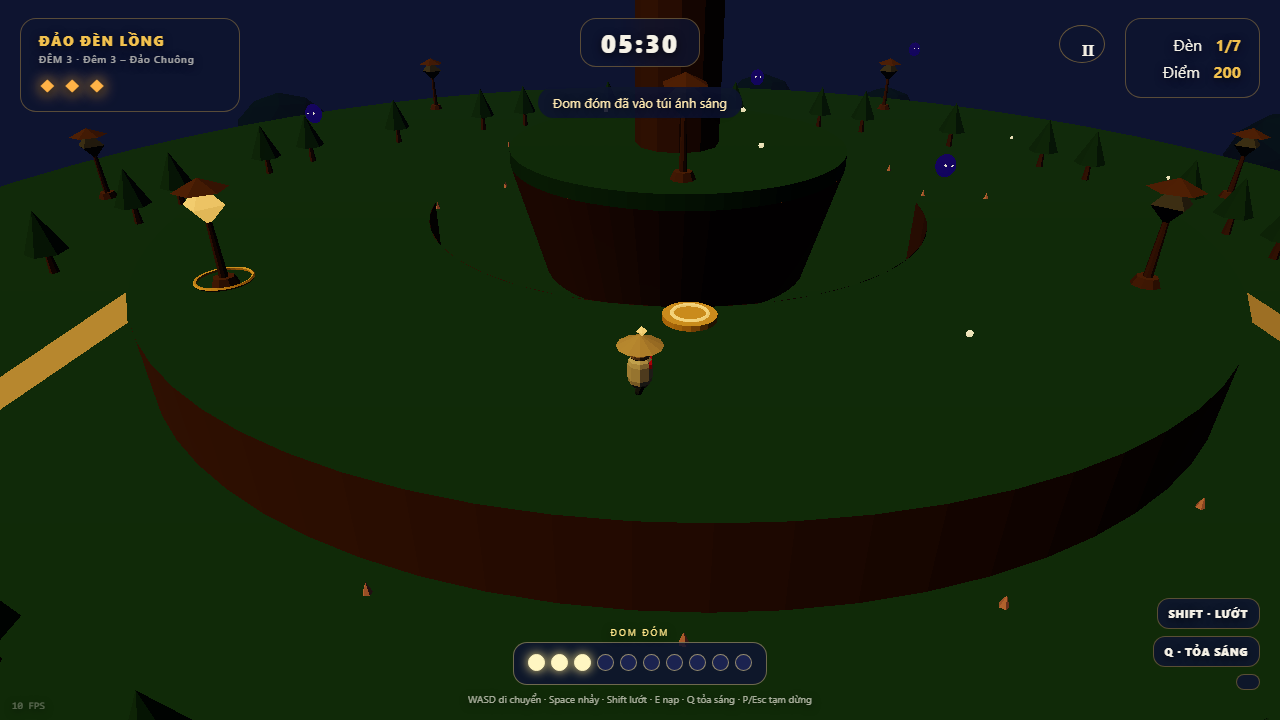 ĐẢO ĐÈN LỒNG
ĐÊM 3 · Đêm 3 – Đảo Chuông
05:30
II
Đèn 1/7
Điểm 200
Đom đóm đã vào túi ánh sáng
SHIFT · LƯỚT
Q · TỎA SÁNG
ĐOM ĐÓM
WASD di chuyển · Space nhảy · Shift lướt · E nạp · Q tỏa sáng · P/Esc tạm dừng
10 FPS